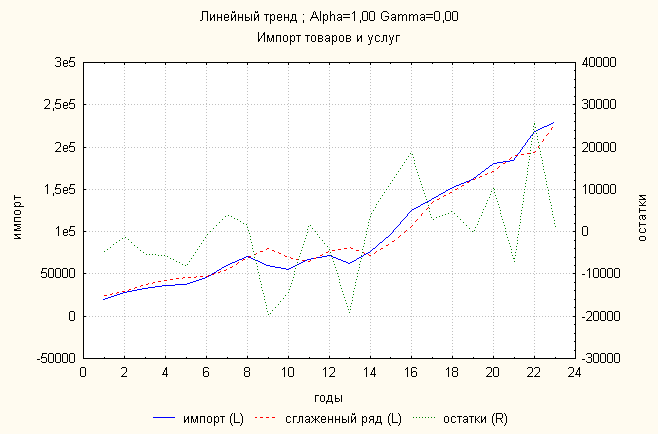 Линейный тренд ; Alpha=1,00 Gamma=0,00
Импорт товаров и услуг
3e5
2,5e5
2e5
1,5e5
1e5
50000
0
-50000
импорт
40000
30000
20000
10000
0
-10000
-20000
-30000
остатки
0 2 4 6 8 10 12 14 16 18 20 22 24
годы
импорт (L) сглаженный ряд (L) остатки (R)